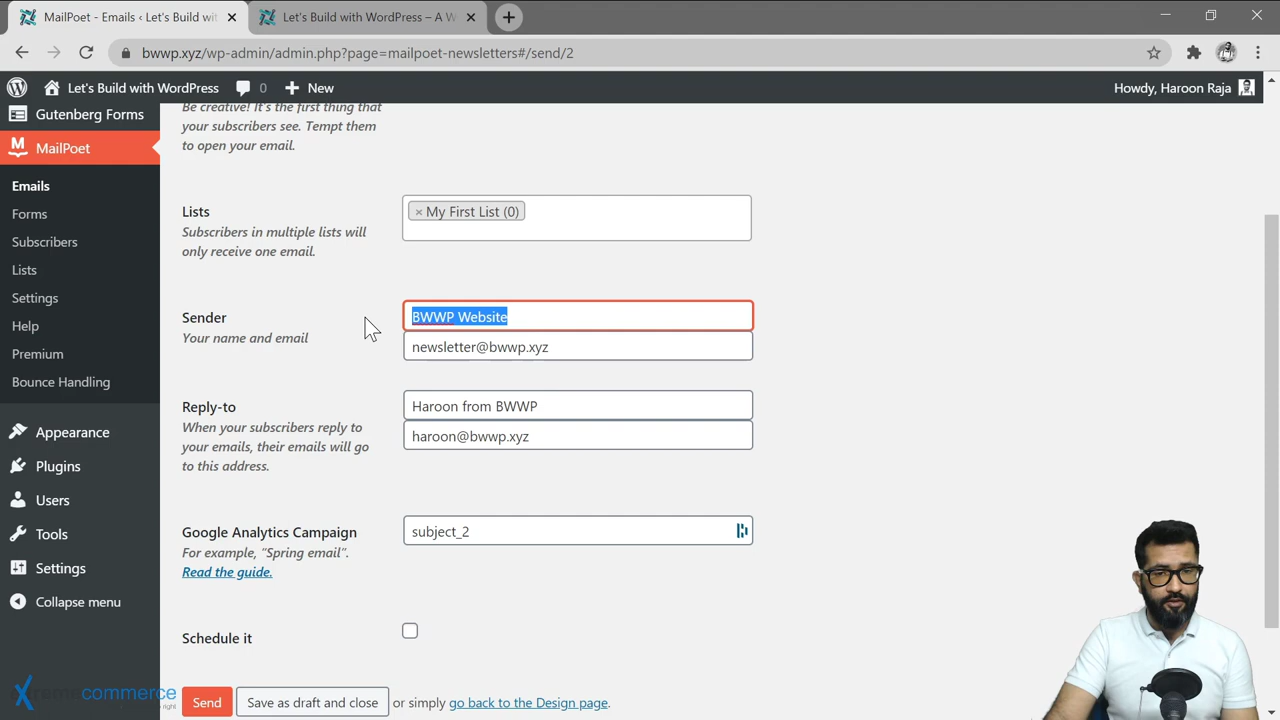 MailPoet - Emails ‹ Let's Build wit
Let's Build with WordPress – A W
bwwp.xyz/wp-admin/admin.php?page=mailpoet-newsletters#/send/2
Let's Build with WordPress
0
New
Howdy, Haroon Raja
Gutenberg Forms
MailPoet
Emails
Forms
Subscribers
Lists
Settings
Help
Premium
Bounce Handling
Appearance
Plugins
Users
Tools
Settings
Collapse menu
Be creative! It's the first thing that
your subscribers see. Tempt them
to open your email.
Lists
Subscribers in multiple lists will
only receive one email.
× My First List (0)
Sender
Your name and email
BWWP Website
newsletter@bwwp.xyz
Reply-to
When your subscribers reply to
your emails, their emails will go
to this address.
Haroon from BWWP
haroon@bwwp.xyz
Google Analytics Campaign
For example, “Spring email”.
Read the guide.
subject_2
Schedule it
Send
Save as draft and close
or simply go back to the Design page.
xtremecommerce
right